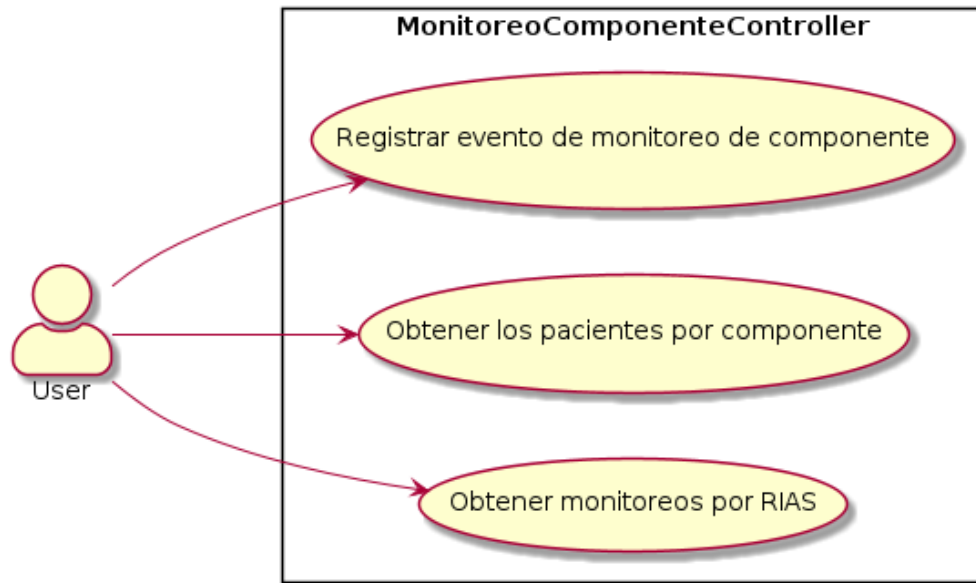 MonitoreoComponenteController
Registrar evento de monitoreo de componente
Obtener los pacientes por componente
User
Obtener monitoreos por RIAS